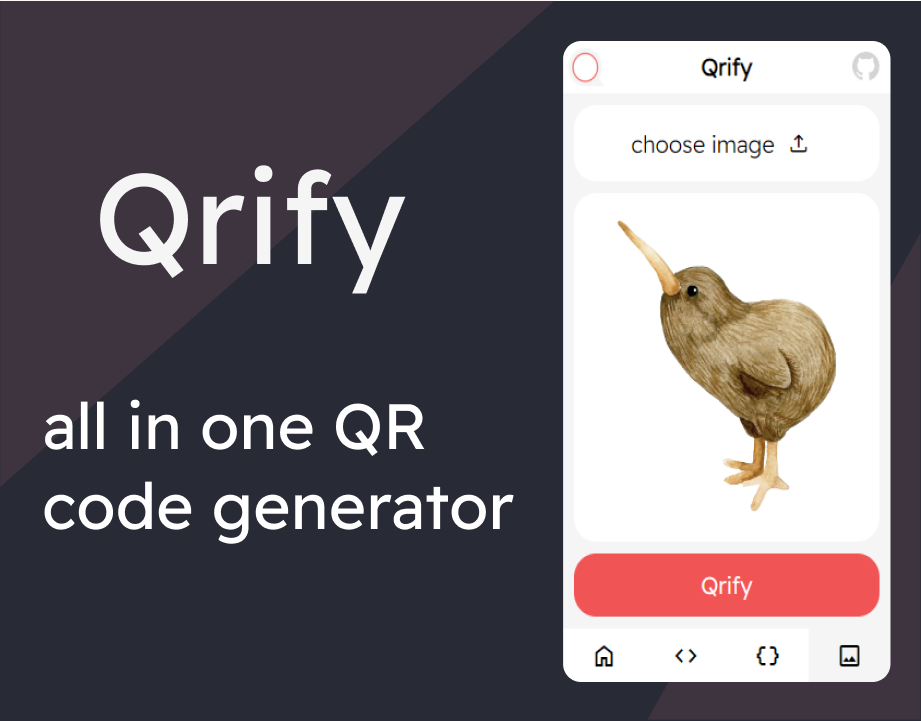 Qrify
all in one QR
code generator
Qrify
choose image
Qrify